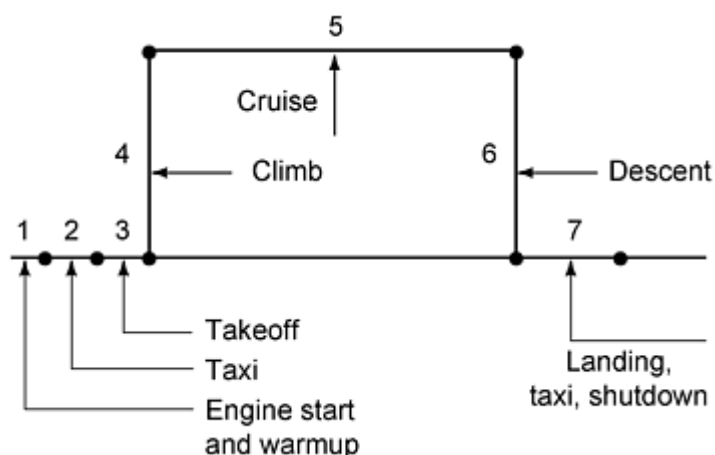 5
Cruise
4
Climb
6
Descent
1
2
3
7
Takeoff
Taxi
Engine start
and warmup
Landing,
taxi, shutdown